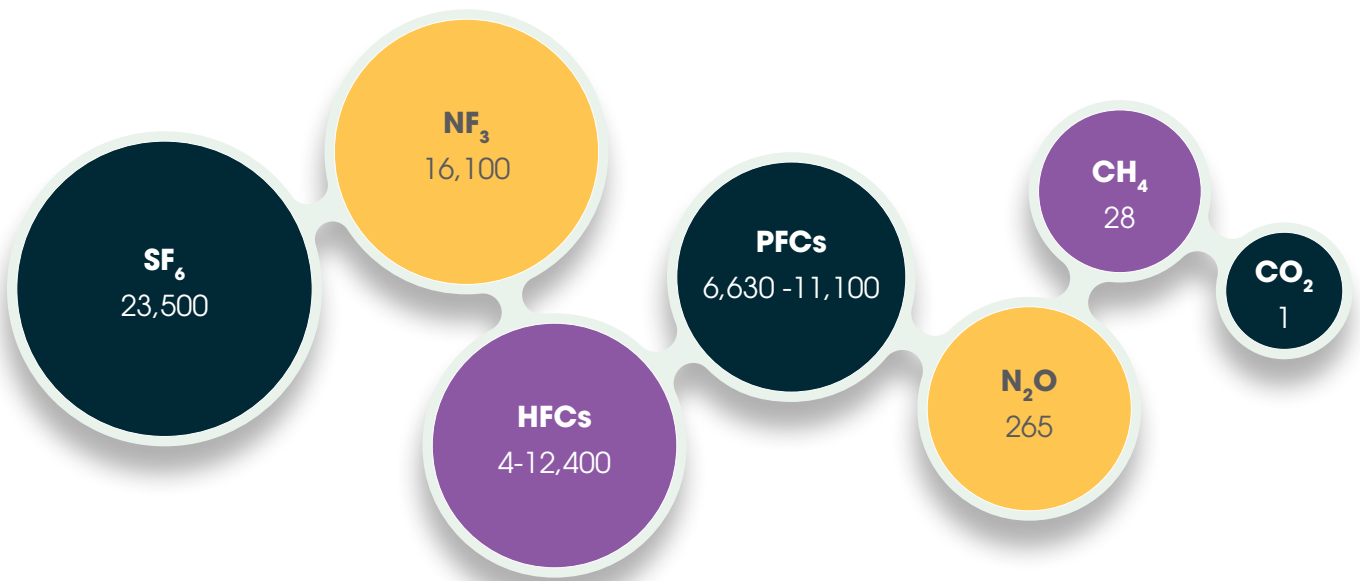 SF₆
23,500
NF₃
16,100
HFCs
4-12,400
PFCs
6,630 -11,100
N₂O
265
CH₄
28
CO₂
1